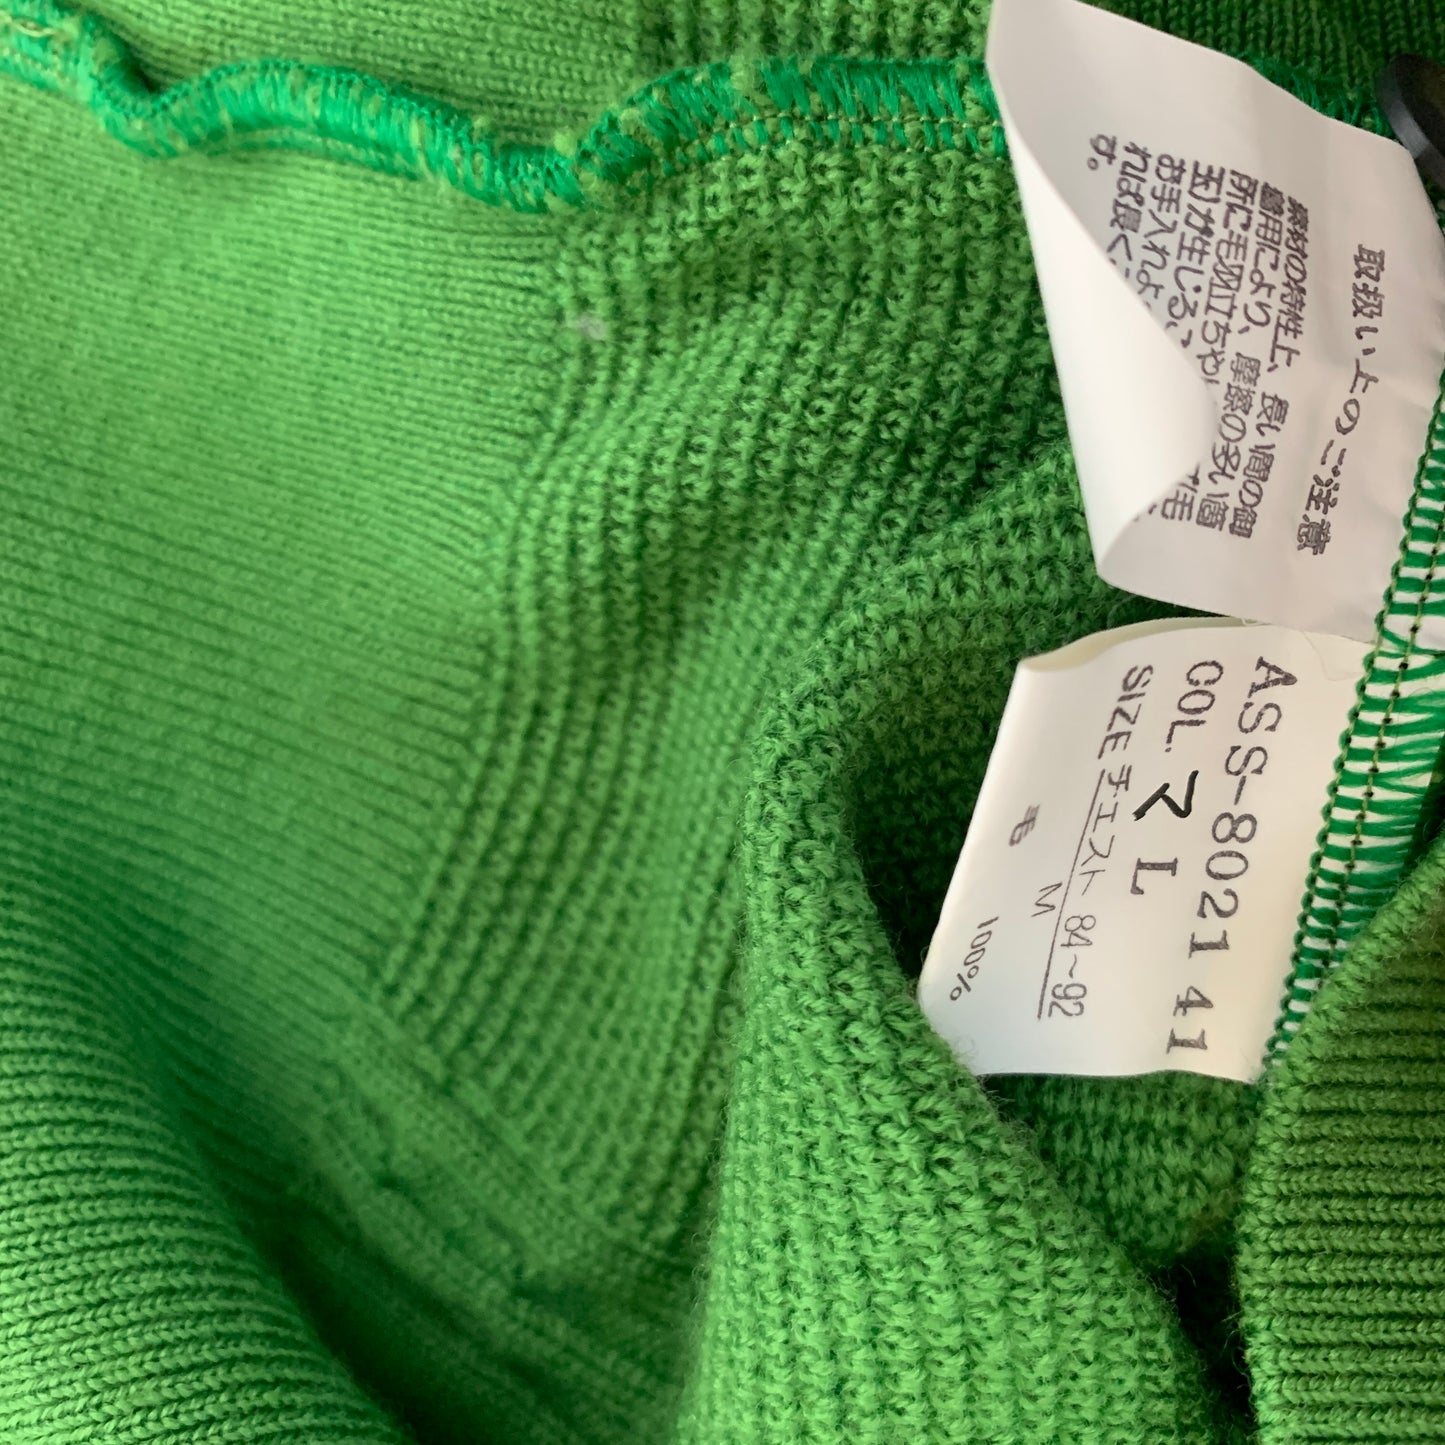 取扱い上のご注意
素材の特性上、長い間の御
着用により、摩擦の多い箇
所に毛羽立ちや
玉が生じる
お手入れ
れば良く
す。
ASS-8021 41
COL. マ L
SIZE チエスト 84~92
M
毛 100%